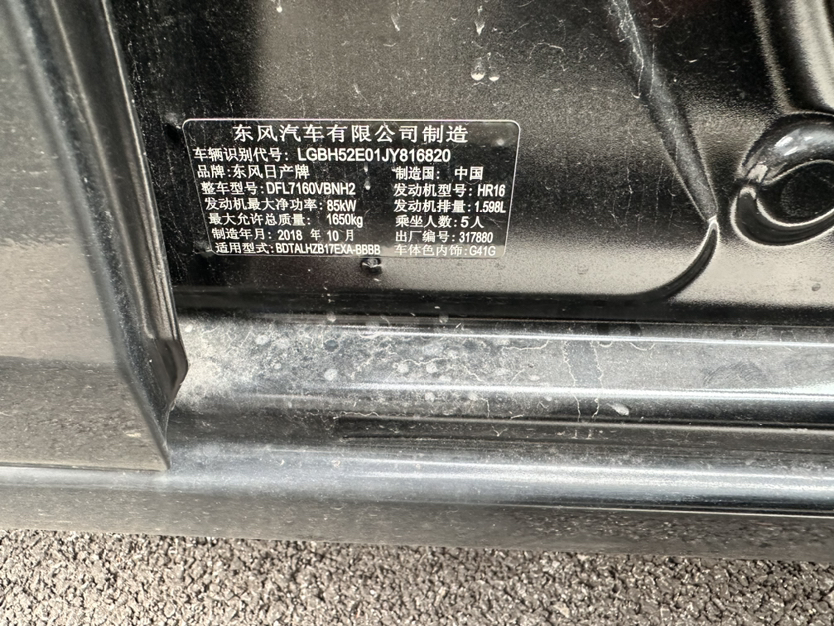 东风汽车有限公司制造
车辆识别代号: LGBH52E01JY816820
品牌:东风日产牌 制造国: 中国
整车型号:DFL7160VBNH2 发动机型号: HR16
发动机最大净功率: 85kW 发动机排量: 1.598L
最大允许总质量: 1650kg 乘坐人数:5人
制造年月: 2018 年 10 月 出厂编号: 317880
适用型式:BDTALHZB17EXA-BBBB 车体色内饰:G41G